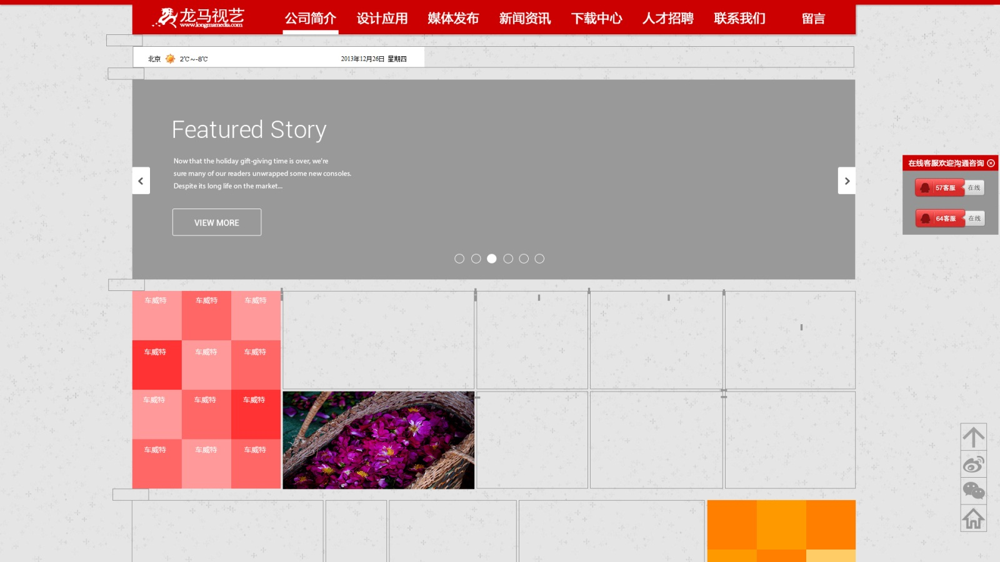 龙马视艺
www.longmamedia.com
公司简介 设计应用 媒体发布 新闻资讯 下载中心 人才招聘 联系我们 留言
北京 2℃~-8℃ 2013年12月26日 星期四
Featured Story
Now that the holiday gift-giving time is over, we're
sure many of our readers unwrapped some new consoles.
Despite its long life on the market...
VIEW MORE
在线客服欢迎沟通咨询
57客服 在线
64客服 在线
车威特 车威特 车威特
车威特 车威特 车威特
车威特 车威特 车威特
车威特 车威特 车威特